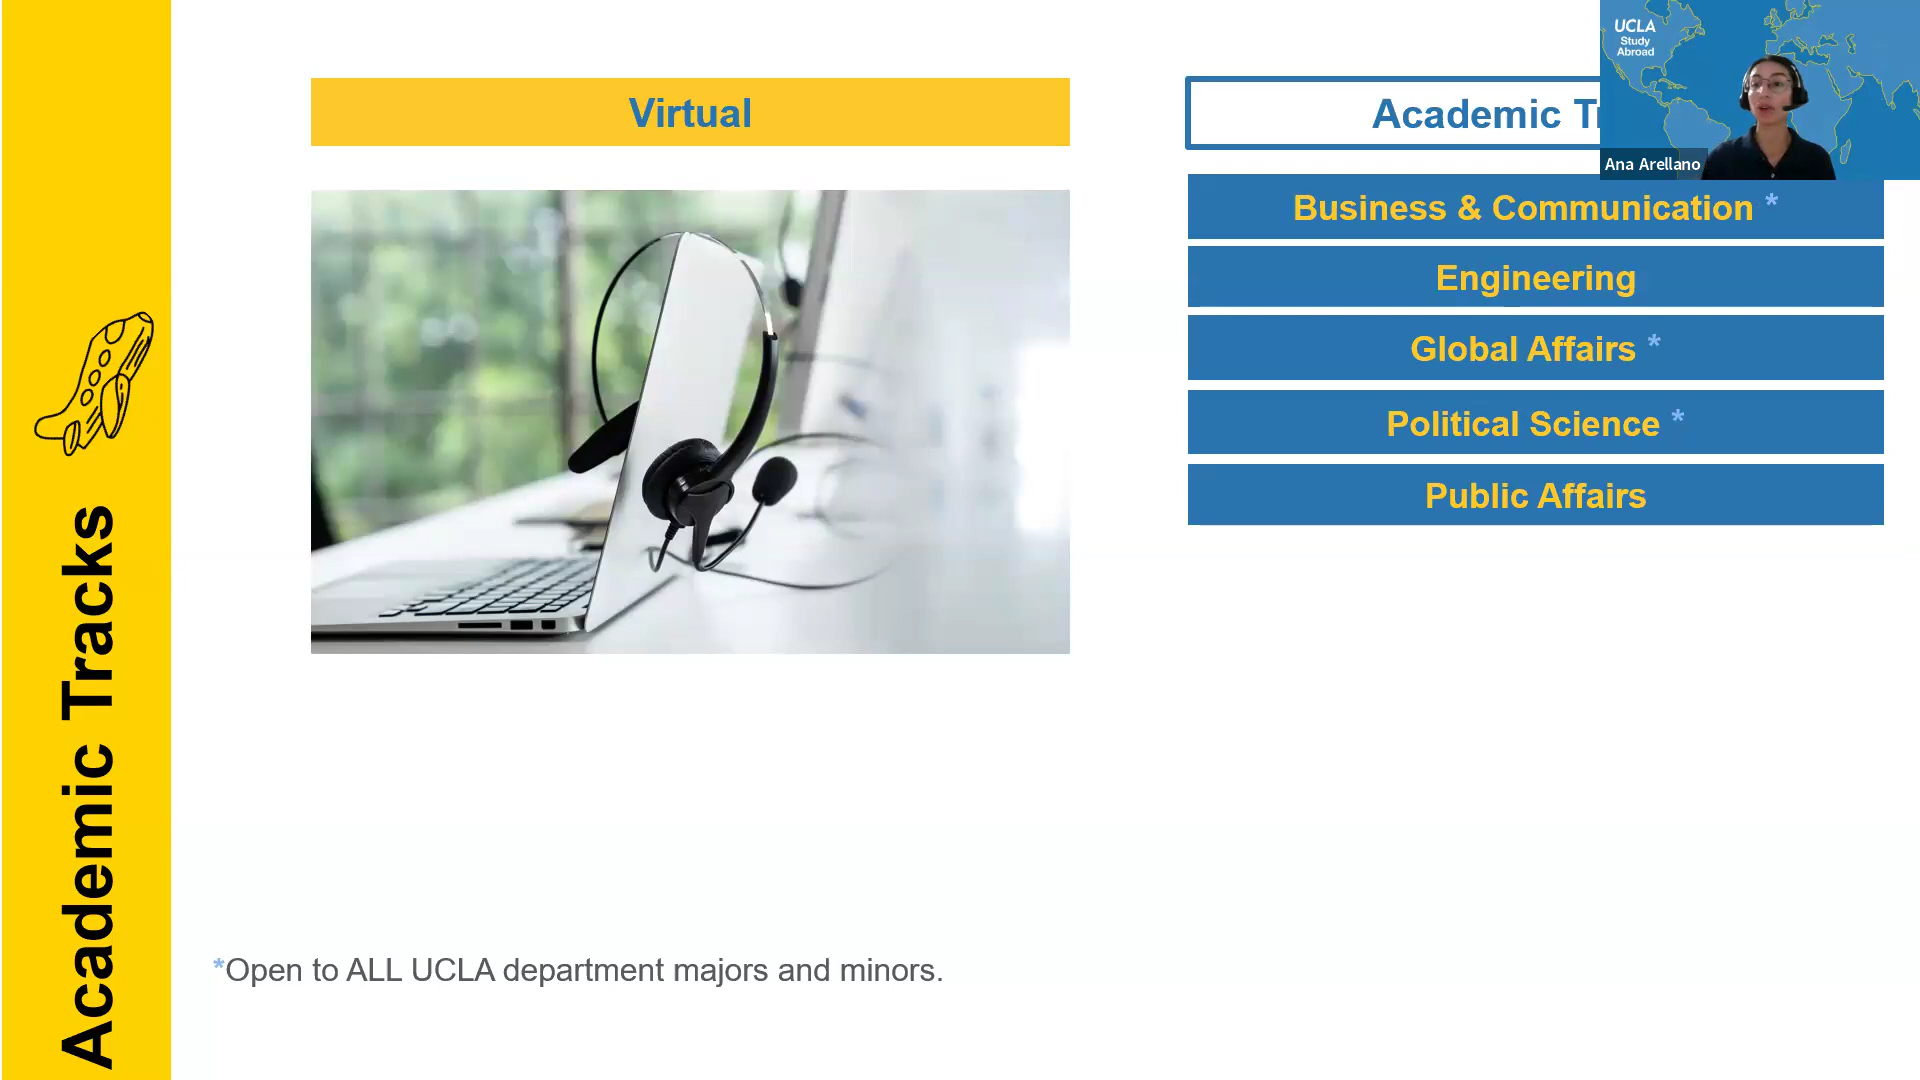 Academic Tracks
Virtual
Academic
Business & Communication *
Engineering
Global Affairs *
Political Science *
Public Affairs
*Open to ALL UCLA department majors and minors.
UCLA
Study
Abroad
Ana Arellano